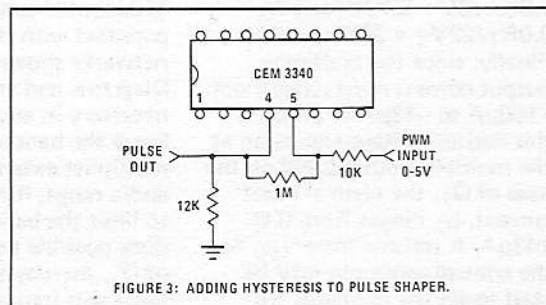 CEM 3340
1 4 5
PULSE OUT
PWM INPUT 0-5V
10K
1M
12K
FIGURE 3: ADDING HYSTERESIS TO PULSE SHAPER.